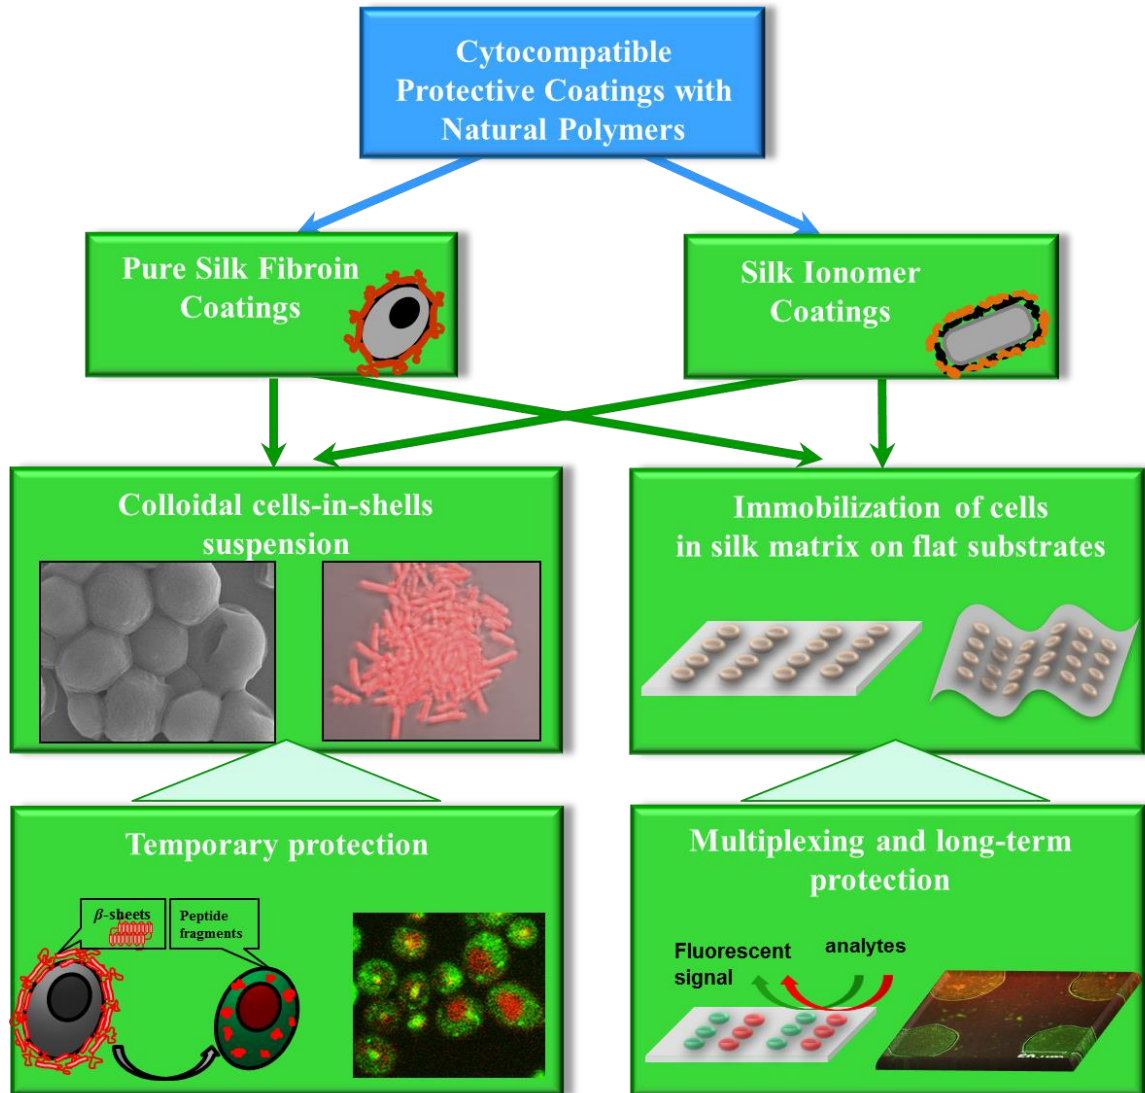 Cytocompatible
Protective Coatings with
Natural Polymers
Pure Silk Fibroin
Coatings
Silk Ionomer
Coatings
Colloidal cells-in-shells
suspension
Immobilization of cells
in silk matrix on flat substrates
Temporary protection
β-sheets
Peptide
fragments
Multiplexing and long-term
protection
Fluorescent
signal
analytes